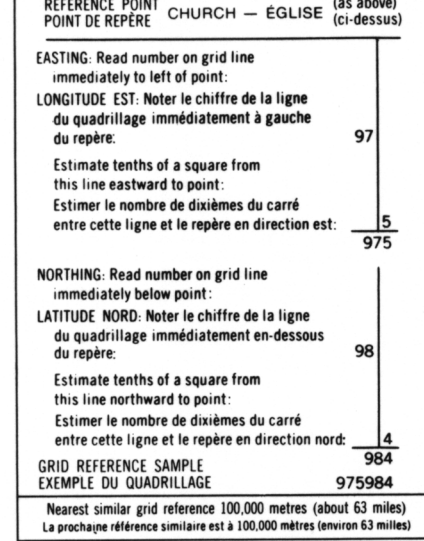 REFERENCE POINT CHURCH — ÉGLISE (as above)
POINT DE REPÈRE (ci-dessus)
EASTING: Read number on grid line
immediately to left of point:
LONGITUDE EST: Noter le chiffre de la ligne
du quadrillage immédiatement à gauche
du repère: 97
Estimate tenths of a square from
this line eastward to point:
Estimer le nombre de dixièmes du carré
entre cette ligne et le repère en direction est: 5
975
NORTHING: Read number on grid line
immediately below point:
LATITUDE NORD: Noter le chiffre de la ligne
du quadrillage immédiatement en-dessous
du repère: 98
Estimate tenths of a square from
this line northward to point:
Estimer le nombre de dixièmes du carré
entre cette ligne et le repère en direction nord: 4
984
GRID REFERENCE SAMPLE
EXEMPLE DU QUADRILLAGE 975984
Nearest similar grid reference 100,000 metres (about 63 miles)
La prochaine référence similaire est à 100,000 mètres (environ 63 milles)